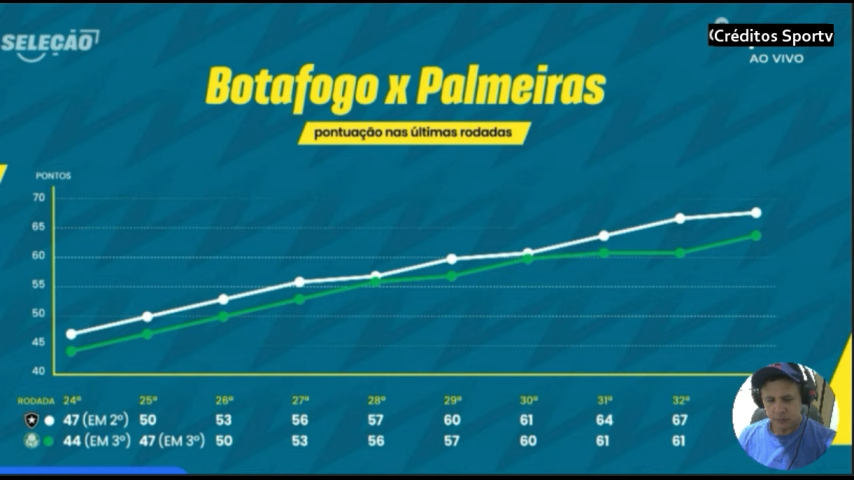 SELEÇÃO
(Créditos Sportv
AO VIVO
Botafogo x Palmeiras
pontuação nas últimas rodadas
PONTOS
70
65
60
55
50
45
40
RODADA 24ª 25ª 26ª 27ª 28ª 29ª 30ª 31ª 32ª
47 (EM 2º) 50 53 56 57 60 61 64 67
44 (EM 3º) 47 (EM 3º) 50 53 56 57 60 61 61